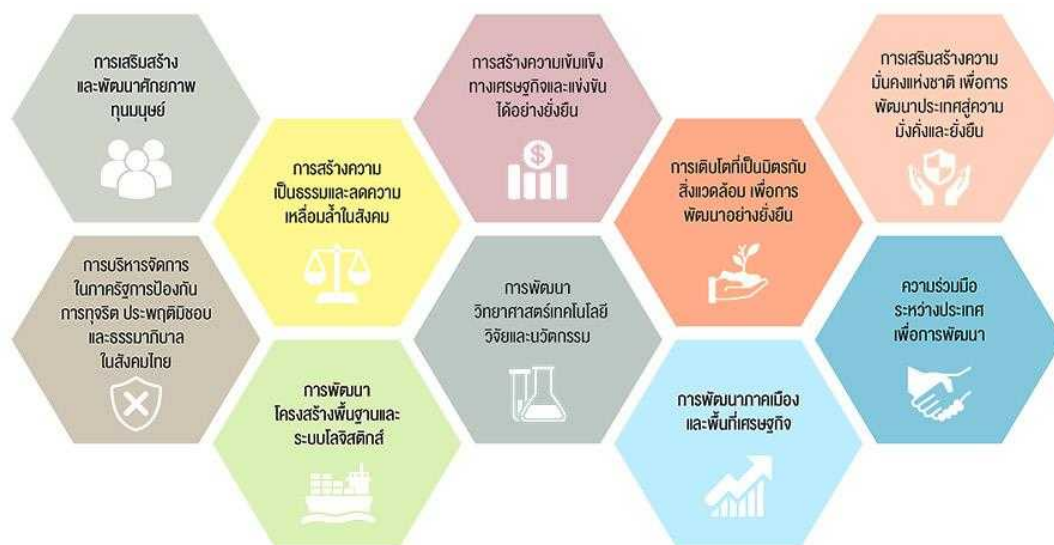 การเสริมสร้าง
และพัฒนาศักยภาพ
ทุนมนุษย์
การสร้างความ
เป็นธรรมและลดความ
เหลื่อมล้ำในสังคม
การสร้างความเข้มแข็ง
ทางเศรษฐกิจและแข่งขัน
ได้อย่างยั่งยืน
การเติบโตที่เป็นมิตรกับ
สิ่งแวดล้อม เพื่อการ
พัฒนาอย่างยั่งยืน
การเสริมสร้างความ
มั่นคงแห่งชาติ เพื่อการ
พัฒนาประเทศสู่ความ
มั่งคั่งและยั่งยืน
การบริหารจัดการ
ในภาครัฐการป้องกัน
การทุจริต ประพฤติมิชอบ
และธรรมาภิบาล
ในสังคมไทย
การพัฒนา
โครงสร้างพื้นฐานและ
ระบบโลจิสติกส์
การพัฒนา
วิทยาศาสตร์เทคโนโลยี
วิจัยและนวัตกรรม
การพัฒนาภาคเมือง
และพื้นที่เศรษฐกิจ
ความร่วมมือ
ระหว่างประเทศ
เพื่อการพัฒนา